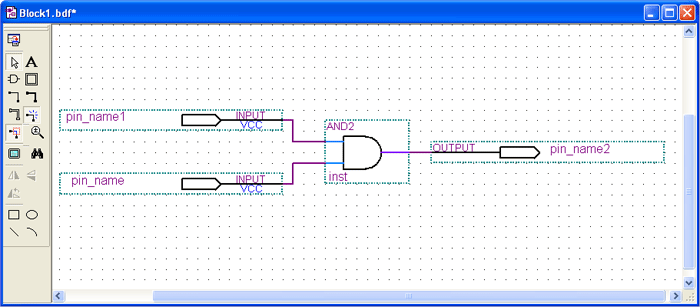 Block1.bdf*
A
pin_name1
INPUT
VCC
AND2
OUTPUT
pin_name2
pin_name
INPUT
VCC
inst